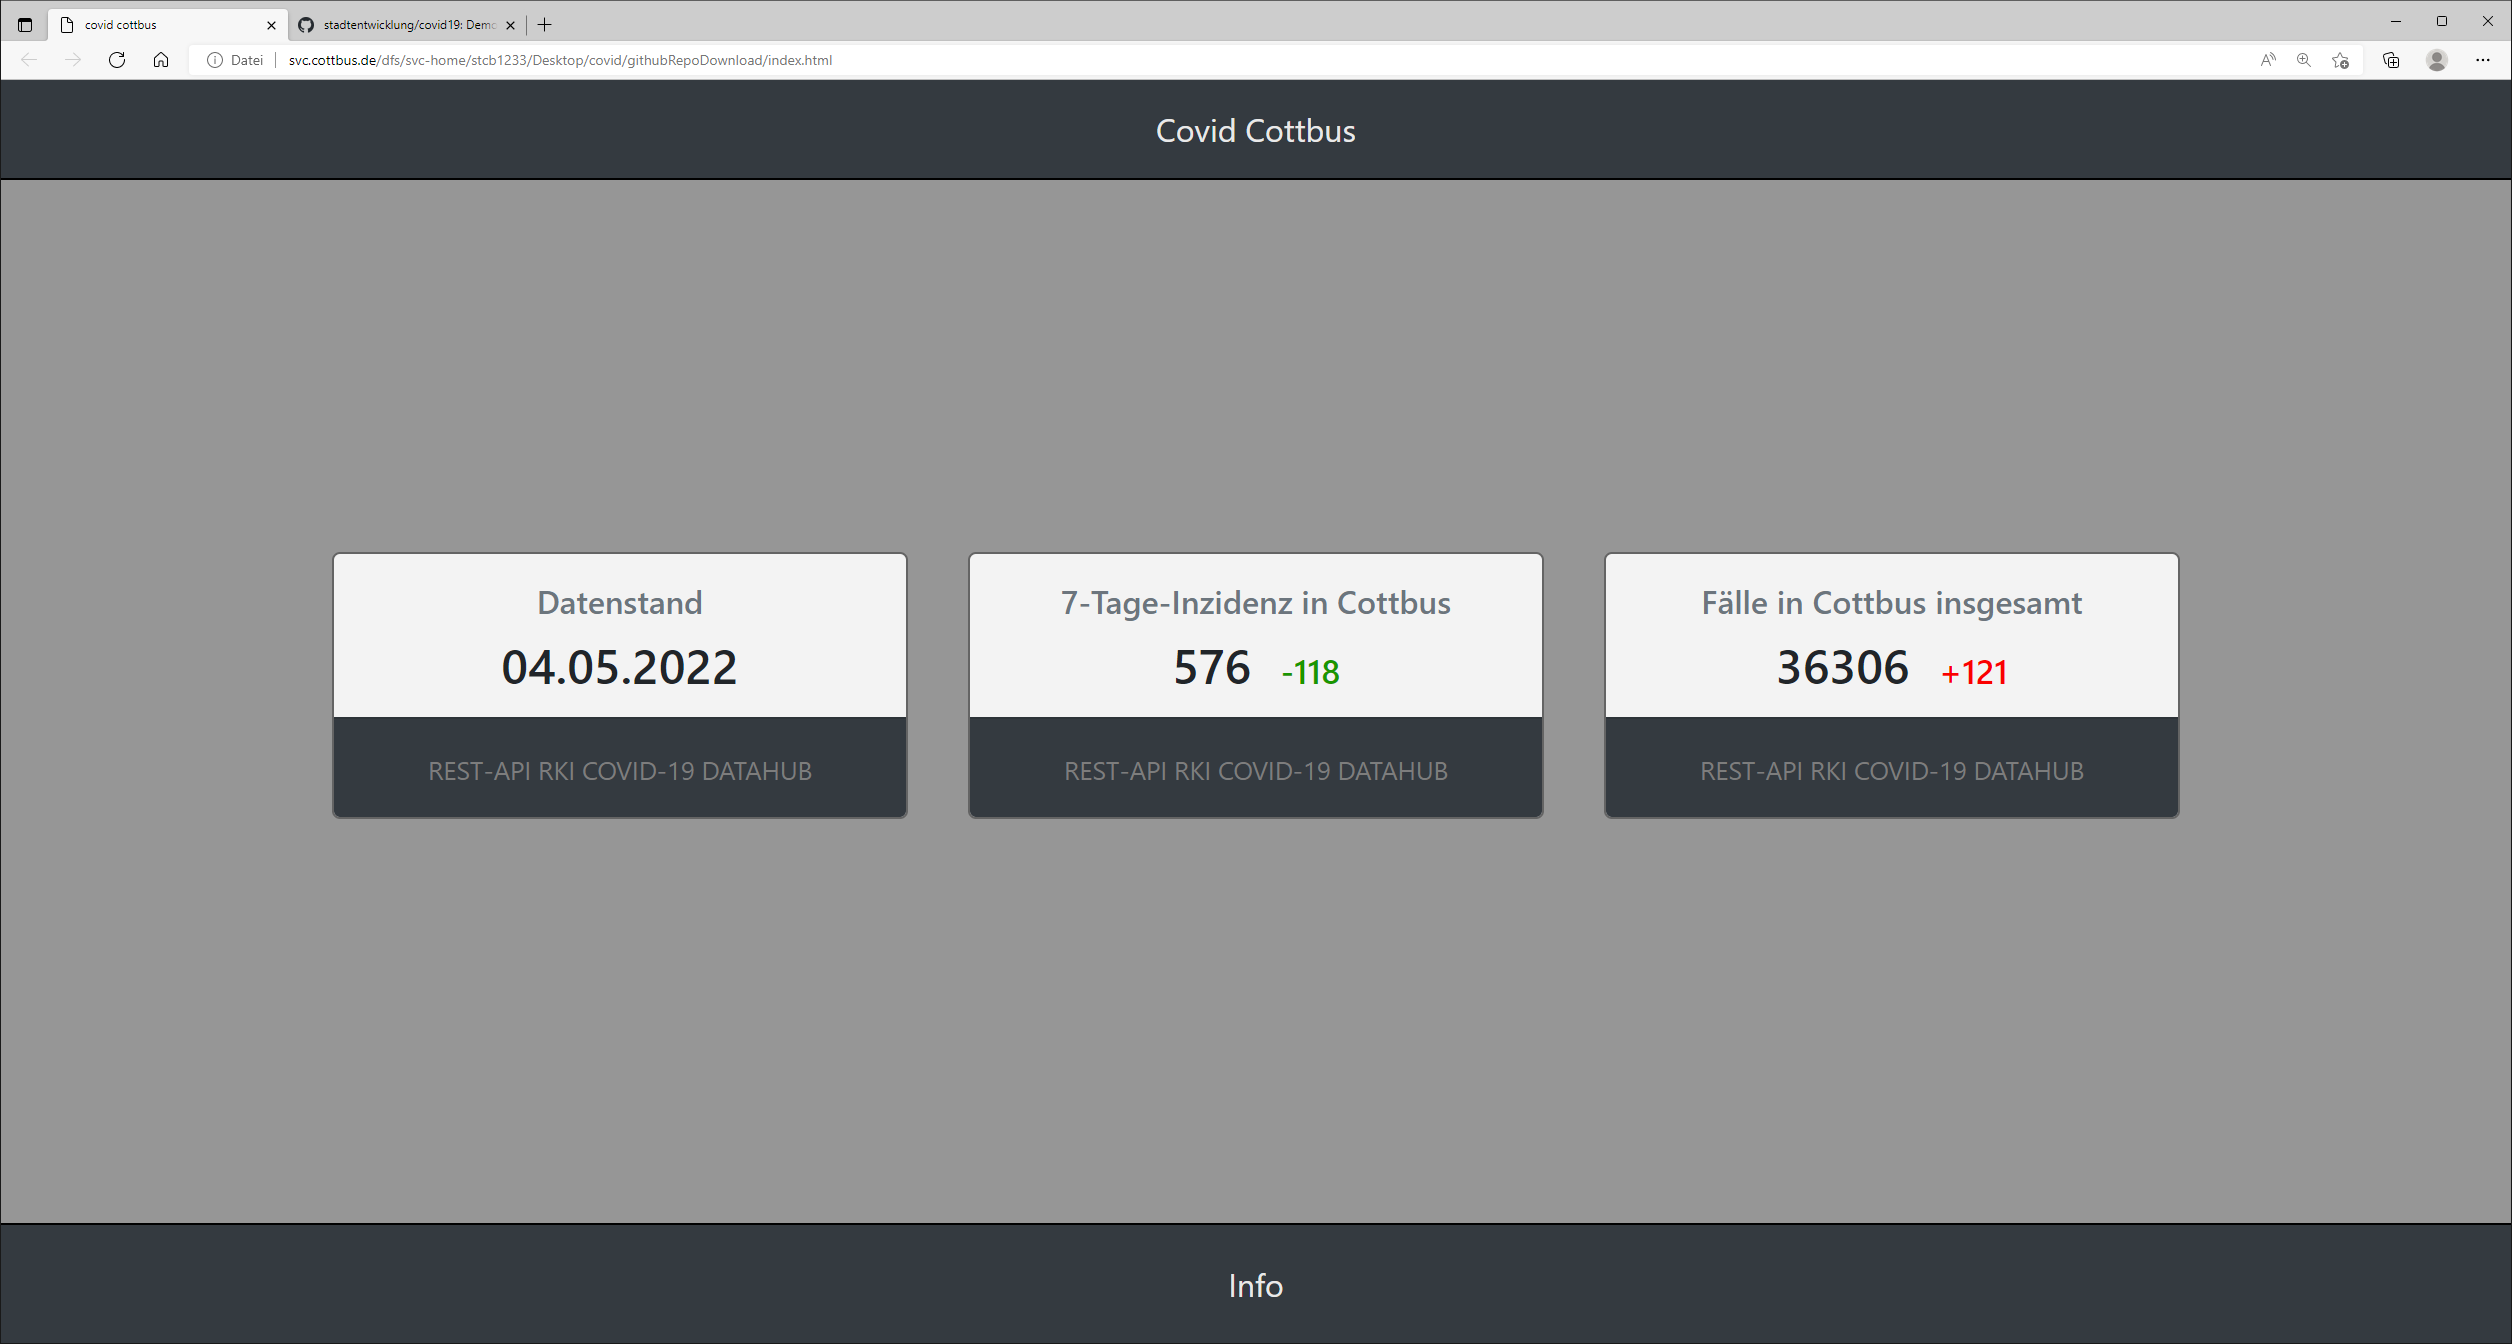 covid cottbus
stadtentwicklung/covid19: Demo
Datei
svc.cottbus.de/dfs/svc-home/stcb1233/Desktop/covid/githubRepoDownload/index.html
Covid Cottbus
Datenstand
04.05.2022
REST-API RKI COVID-19 DATAHUB
7-Tage-Inzidenz in Cottbus
576 -118
REST-API RKI COVID-19 DATAHUB
Fälle in Cottbus insgesamt
36306 +121
REST-API RKI COVID-19 DATAHUB
Info